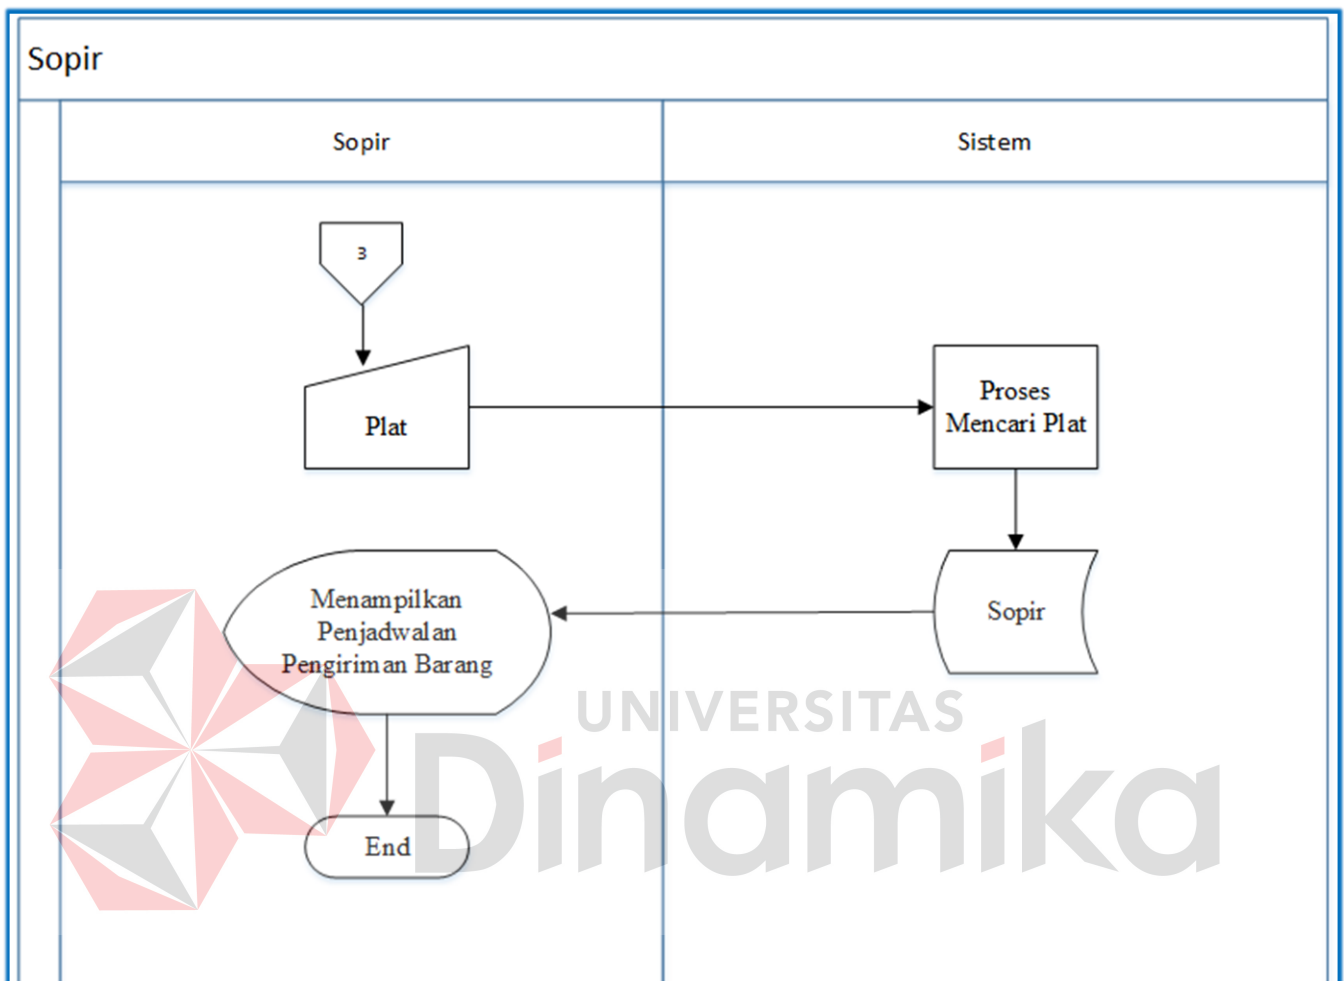 Sopir
Sopir
Sistem
3
Plat
Proses
Mencari Plat
Menampilkan
Penjadwalan
Pengiriman Barang
Sopir
End
UNIVERSITAS
Dinamika